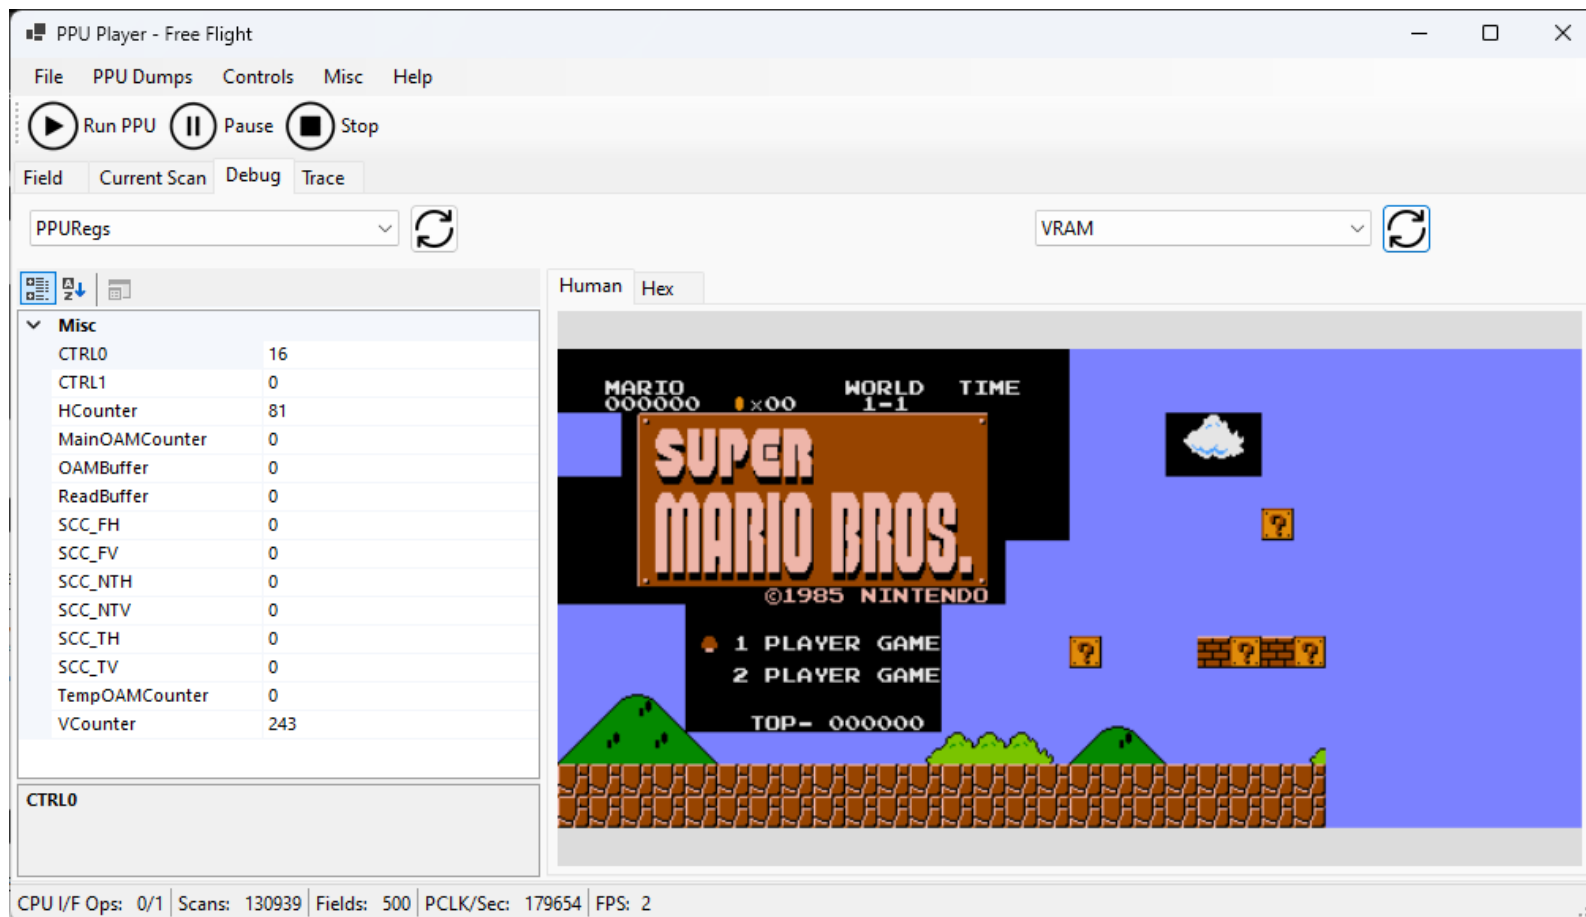 PPU Player - Free Flight
File PPU Dumps Controls Misc Help
Run PPU Pause Stop
Field Current Scan Debug Trace
PPURegs
VRAM
Human Hex
Misc
CTRL0 16
CTRL1 0
HCounter 81
MainOAMCounter 0
OAMBuffer 0
ReadBuffer 0
SCC_FH 0
SCC_FV 0
SCC_NTH 0
SCC_NTV 0
SCC_TH 0
SCC_TV 0
TempOAMCounter 0
VCounter 243
CTRL0
MARIO WORLD TIME
000000 ×00 1-1
SUPER
MARIO BROS.
©1985 NINTENDO
1 PLAYER GAME
2 PLAYER GAME
TOP- 000000
? 
? 
? ?
CPU I/F Ops: 0/1 Scans: 130939 Fields: 500 PCLK/Sec: 179654 FPS: 2